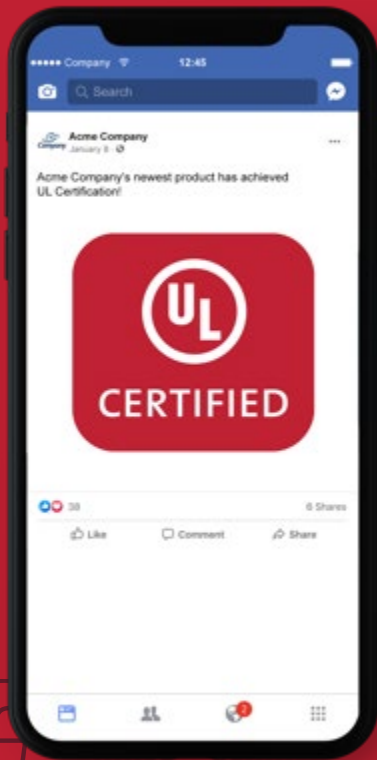 Company
12:45
Search
Company
Acme Company
January 8
Acme Company's newest product has achieved
UL Certification!
UL
CERTIFIED
38
6 Shares
Like
Comment
Share
2